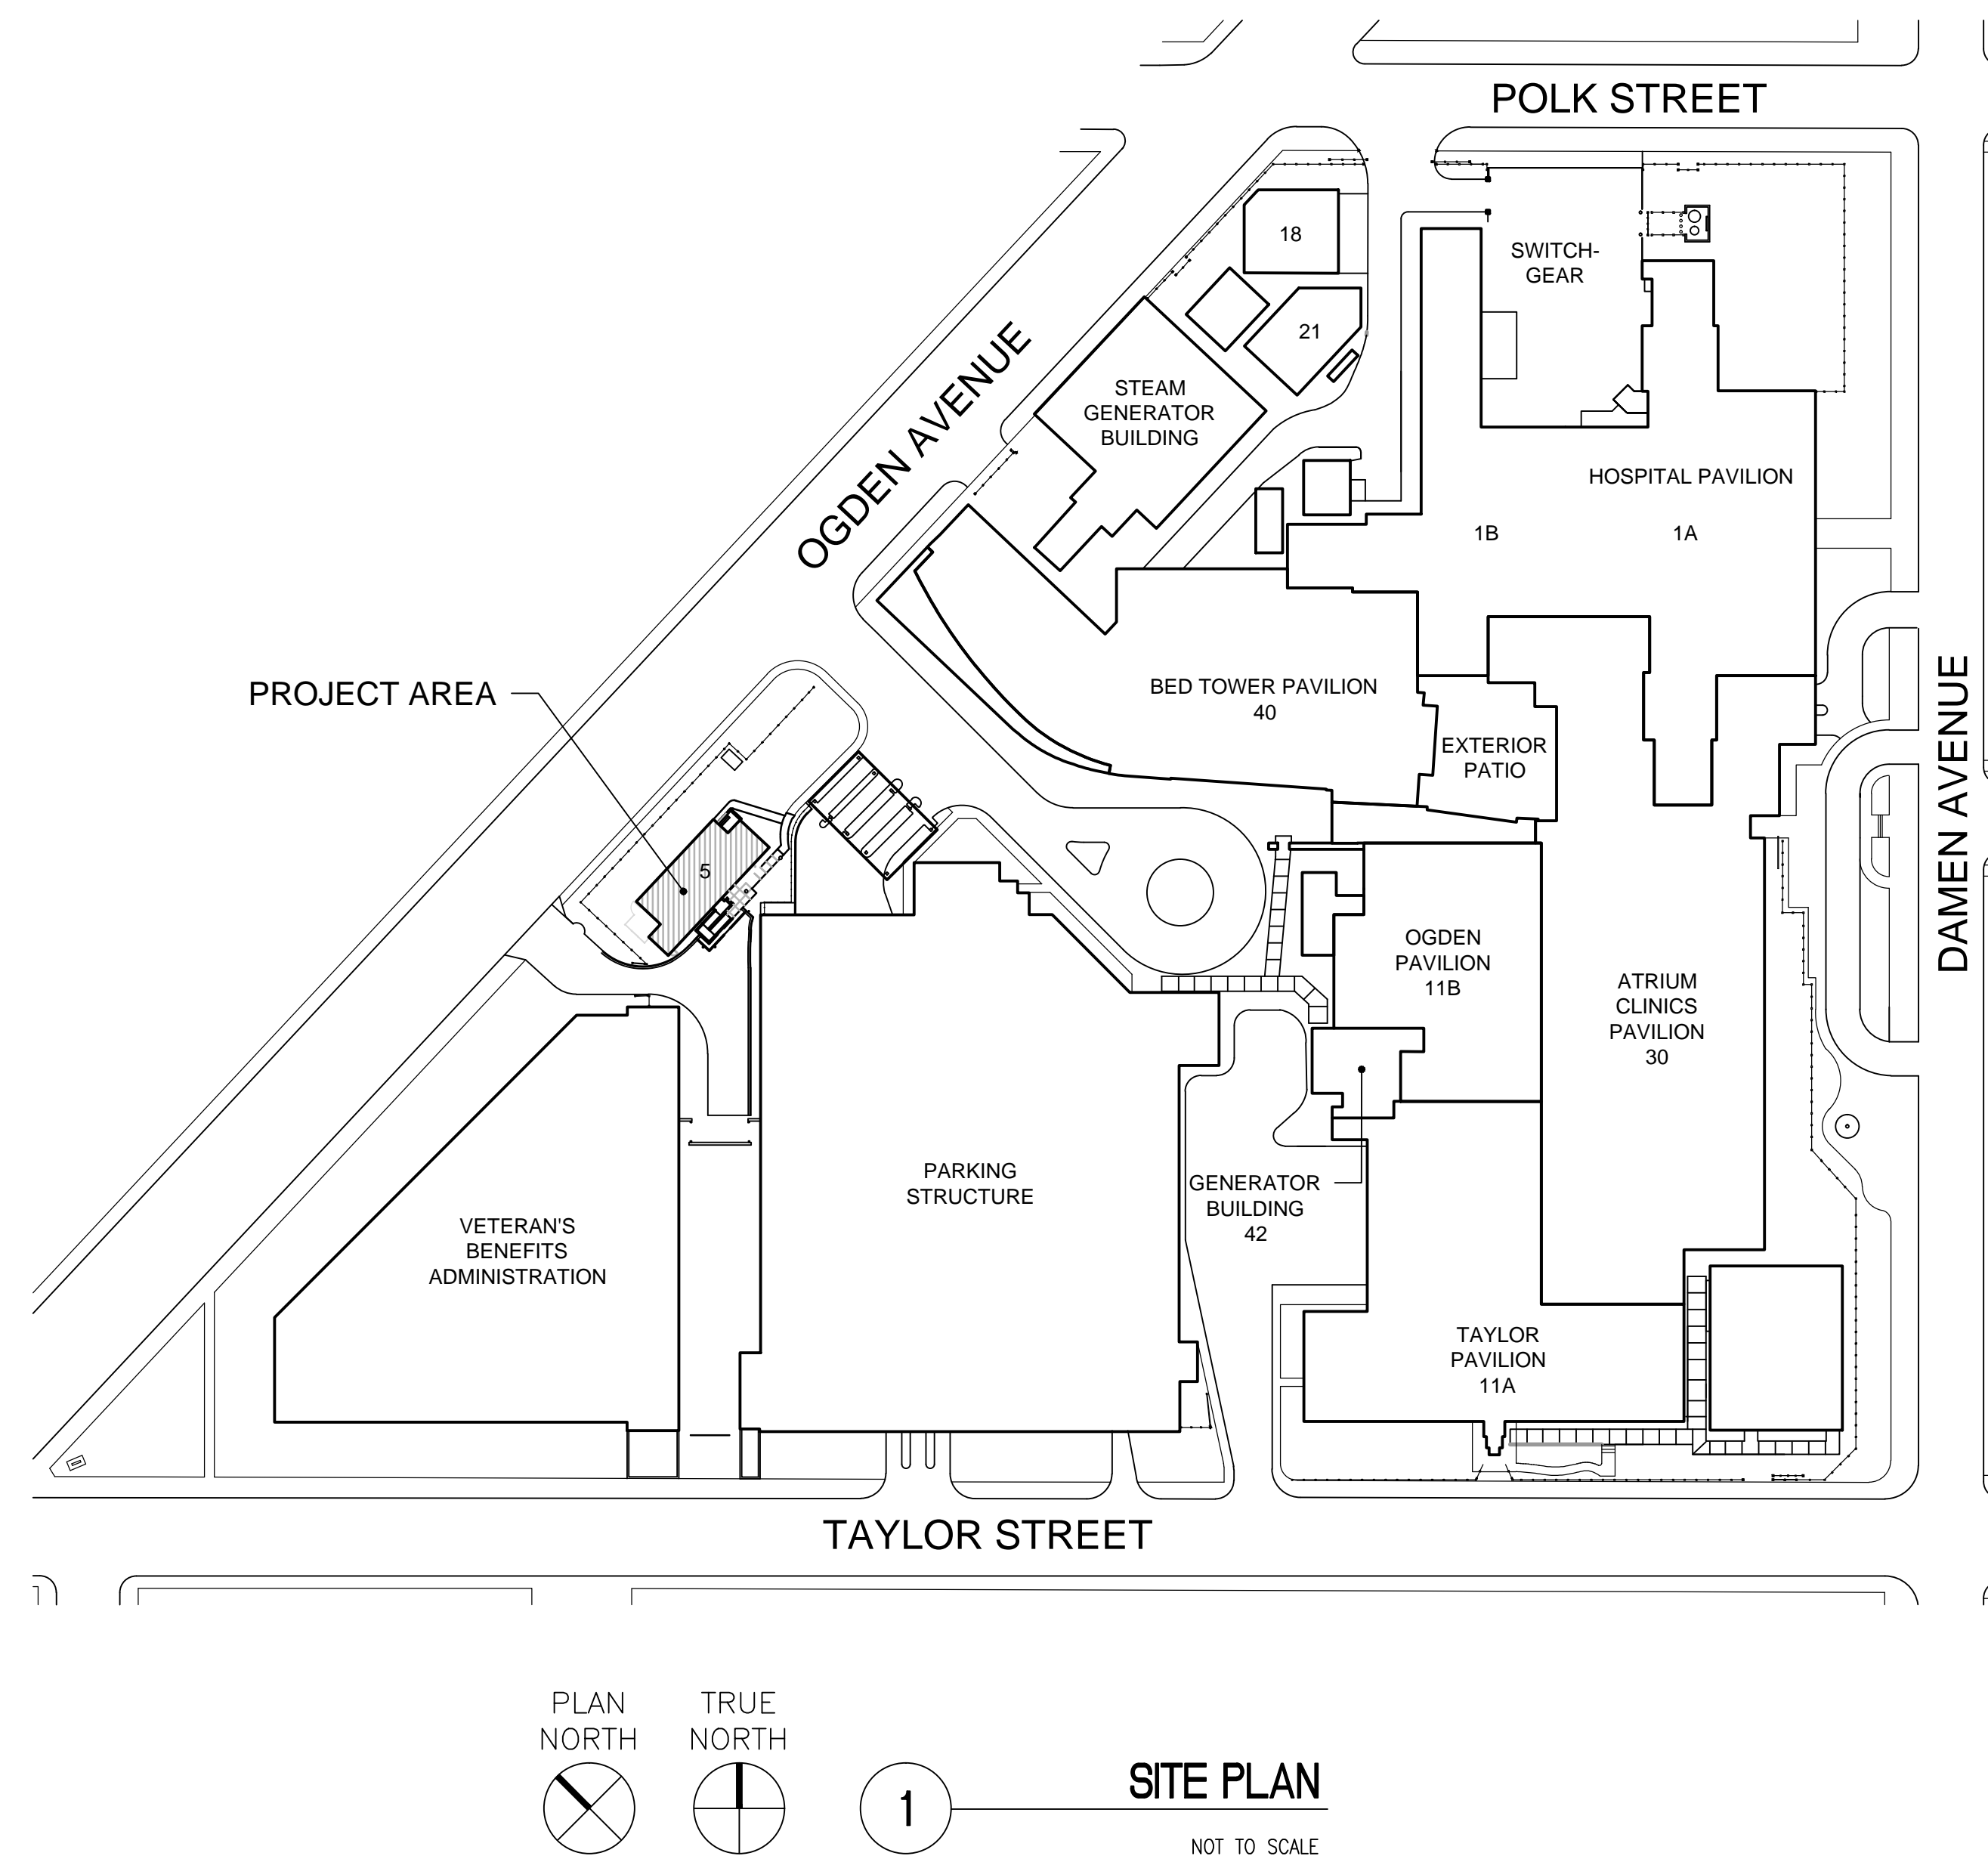 POLK STREET
18
SWITCH-
GEAR
21
OGDEN AVENUE
STEAM
GENERATOR
BUILDING
HOSPITAL PAVILION
1B
1A
PROJECT AREA
BED TOWER PAVILION
40
EXTERIOR
PATIO
DAMEN AVENUE
5
OGDEN
PAVILION
11B
ATRIUM
CLINICS
PAVILION
30
PARKING
STRUCTURE
GENERATOR
BUILDING
42
VETERAN'S
BENEFITS
ADMINISTRATION
TAYLOR
PAVILION
11A
TAYLOR STREET
PLAN
NORTH
TRUE
NORTH
1
SITE PLAN
NOT TO SCALE